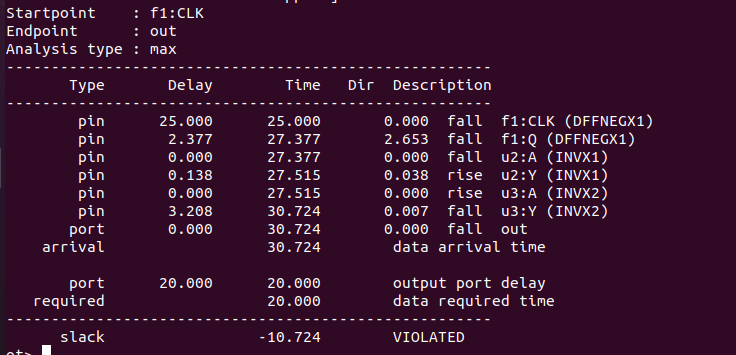 Startpoint    : f1:CLK
Endpoint      : out
Analysis type : max
------------------------------------------------------
       Type       Delay        Time   Dir  Description
------------------------------------------------------
        pin      25.000      25.000       0.000  fall  f1:CLK (DFFNEGX1)
        pin       2.377      27.377       2.653  fall  f1:Q (DFFNEGX1)
        pin       0.000      27.377       0.000  fall  u2:A (INVX1)
        pin       0.138      27.515       0.038  rise  u2:Y (INVX1)
        pin       0.000      27.515       0.000  rise  u3:A (INVX2)
        pin       3.208      30.724       0.007  fall  u3:Y (INVX2)
       port       0.000      30.724       0.000  fall  out
    arrival                  30.724        data arrival time
       port      20.000      20.000        output port delay
   required                  20.000        data required time
------------------------------------------------------
      slack                 -10.724        VIOLATED